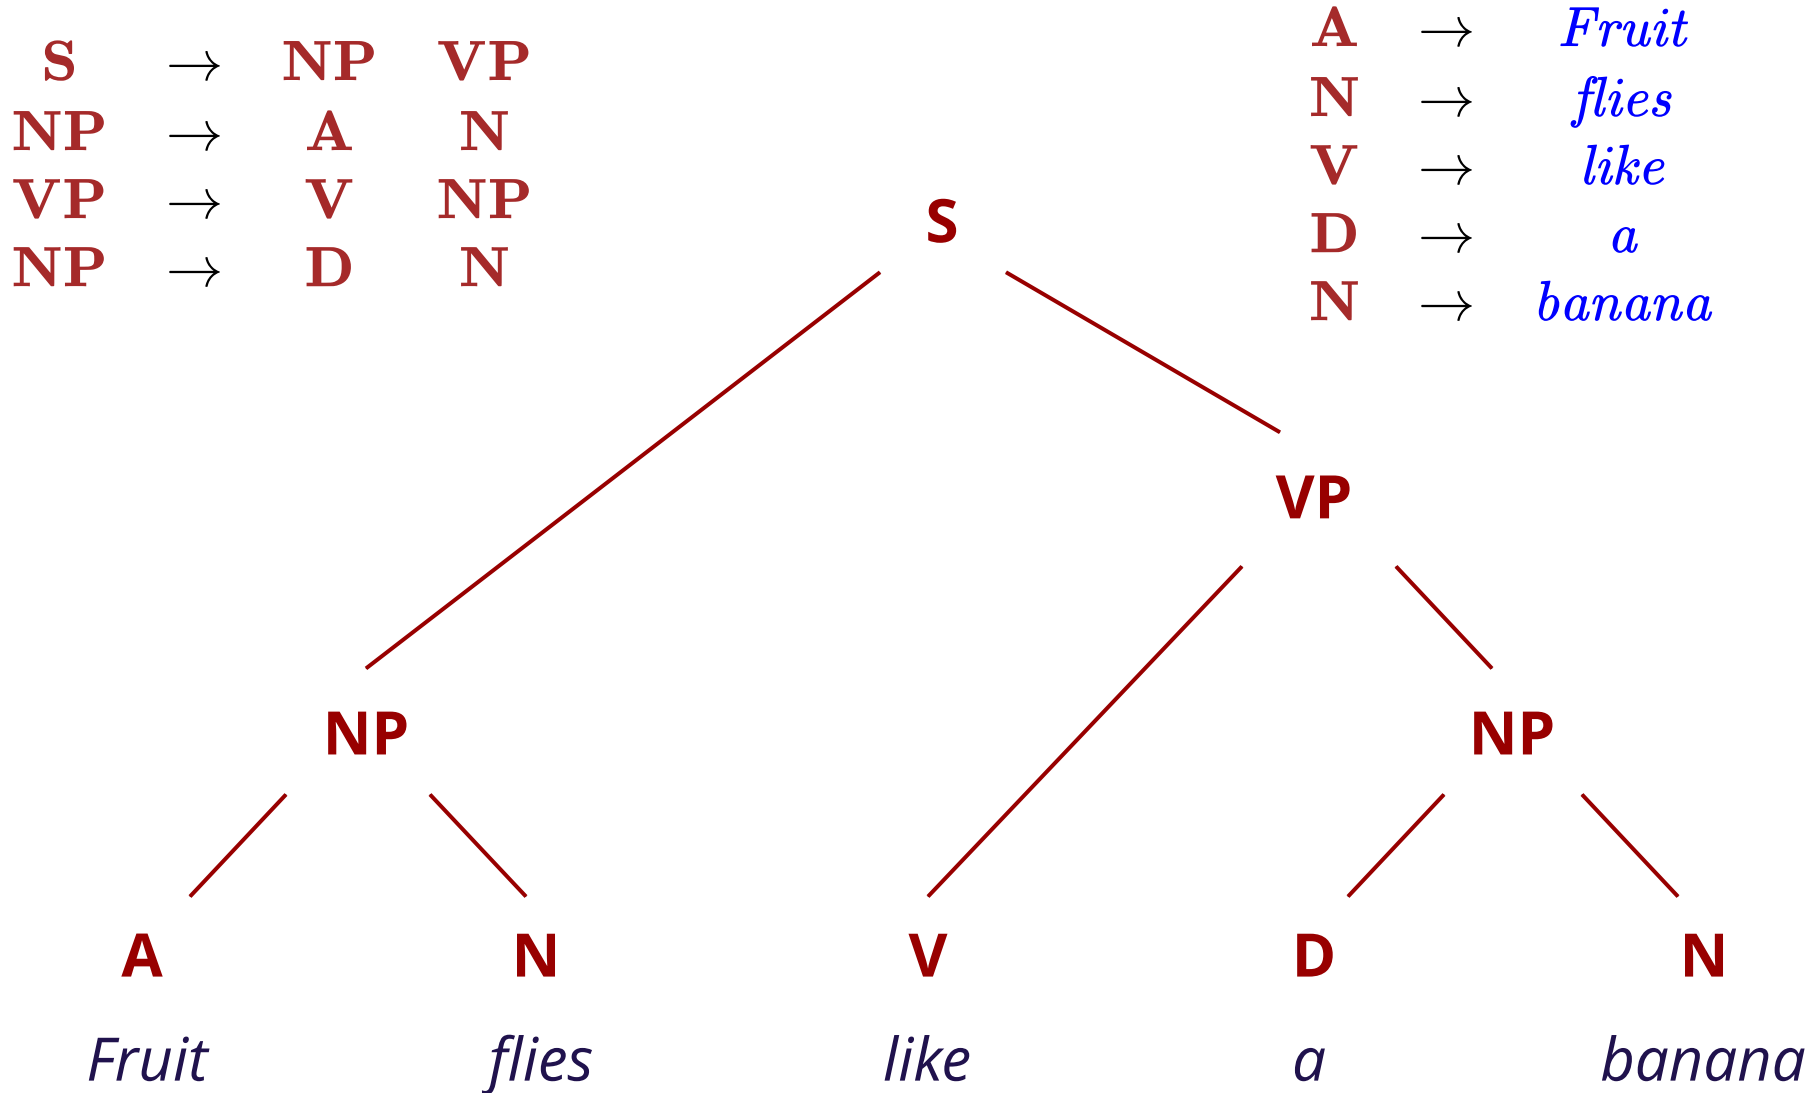 S → NP VP
NP → A N
VP → V NP
NP → D N
A → Fruit
N → flies
V → like
D → a
N → banana
S
VP
NP NP
A N V D N
Fruit flies like a banana